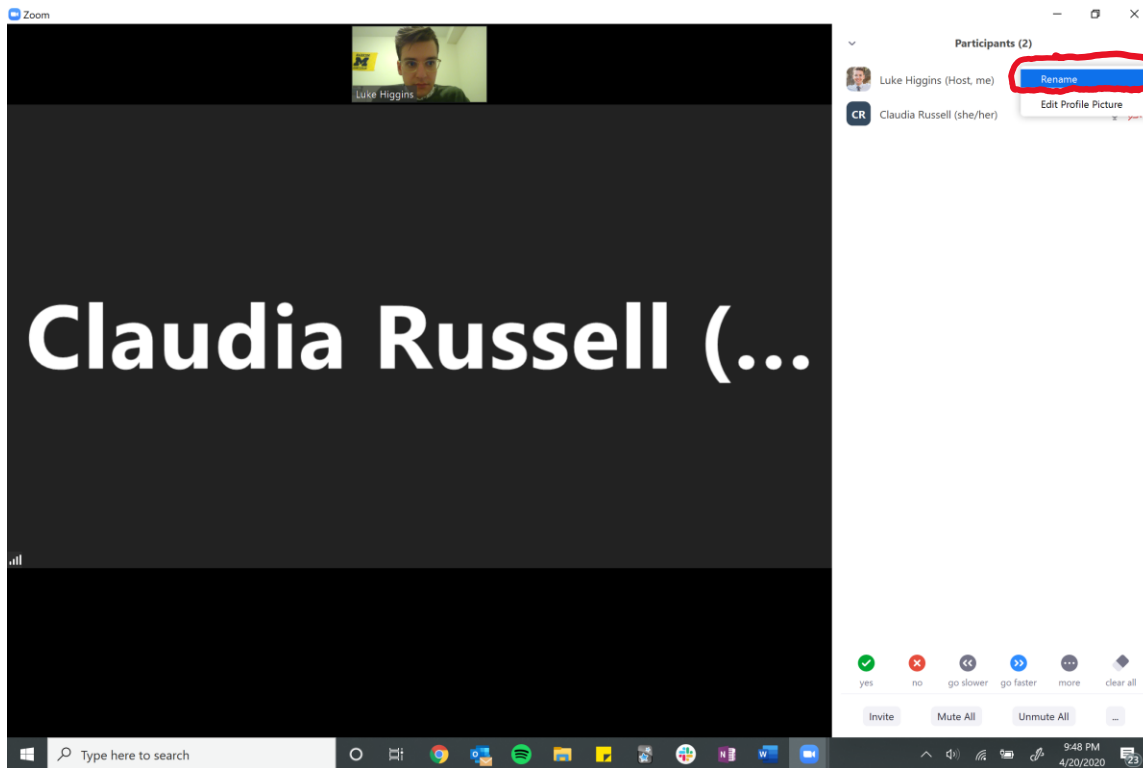 Zoom
Luke Higgins
Claudia Russell (...
Participants (2)
Luke Higgins (Host, me)
Rename
Edit Profile Picture
CR
Claudia Russell (she/her)
yes
no
go slower
go faster
more
clear all
Invite
Mute All
Unmute All
...
Type here to search
9:48 PM
4/20/2020
23